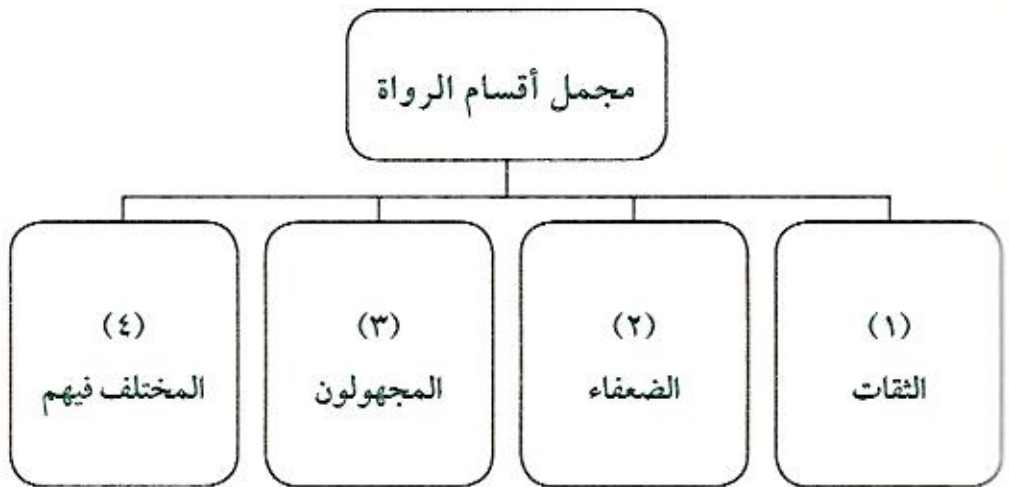 مجمل أقسام الرواة
(١)
الثقات
(٢)
الضعفاء
(٣)
المجهولون
(٤)
المختلف فيهم